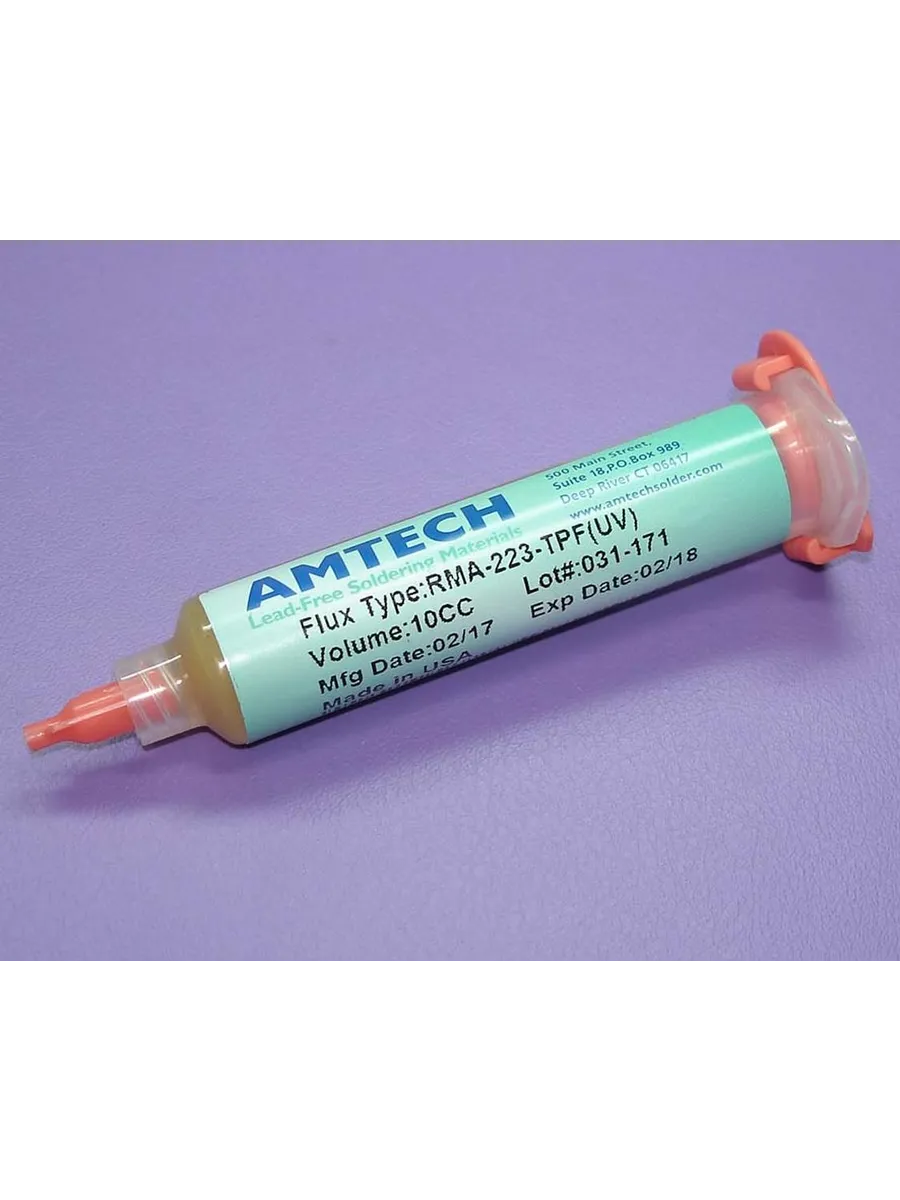 AMTECH
Lead-Free Soldering Materials
500 Main Street,
Suite 18,P.O.Box 989
Deep River CT 06417
www.amtechsolder.com
Flux Type:RMA-223-TPF(UV)
Volume:10CC Lot#:031-171
Mfg Date:02/17 Exp Date:02/18
Made in USA